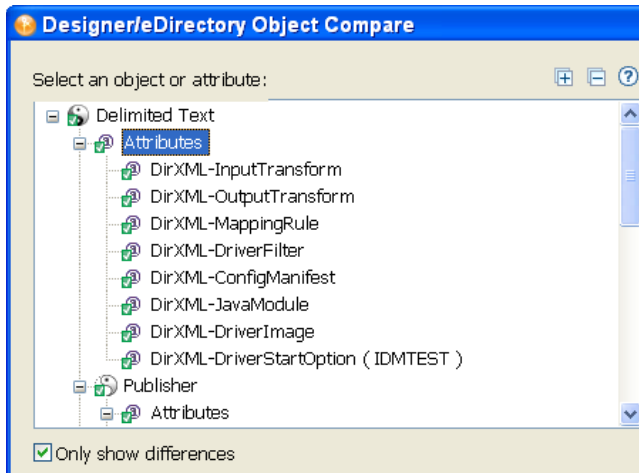 Designer/eDirectory Object Compare
Select an object or attribute:
Delimited Text
Attributes
DirXML-InputTransform
DirXML-OutputTransform
DirXML-MappingRule
DirXML-DriverFilter
DirXML-ConfigManifest
DirXML-JavaModule
DirXML-DriverImage
DirXML-DriverStartOption ( IDMTEST )
Publisher
Attributes
Only show differences